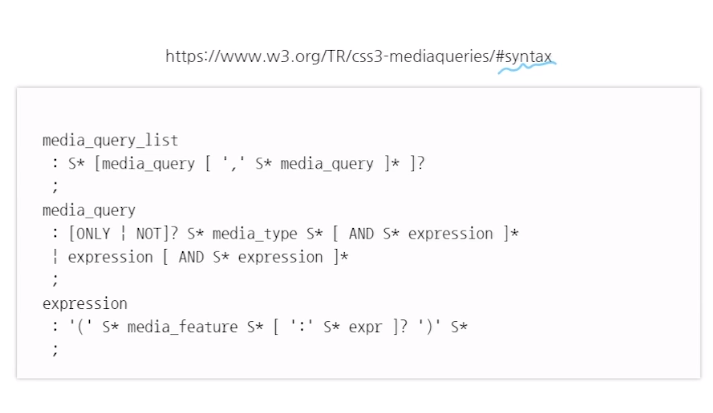 https://www.w3.org/TR/css3-mediaqueries/#syntax
media_query_list
: S* [media_query [ ',' S* media_query ]* ]?
;
media_query
: [ONLY | NOT]? S* media_type S* [ AND S* expression ]*
| expression [ AND S* expression ]*
;
expression
: '(' S* media_feature S* [ ':' S* expr ]? ')' S*
;